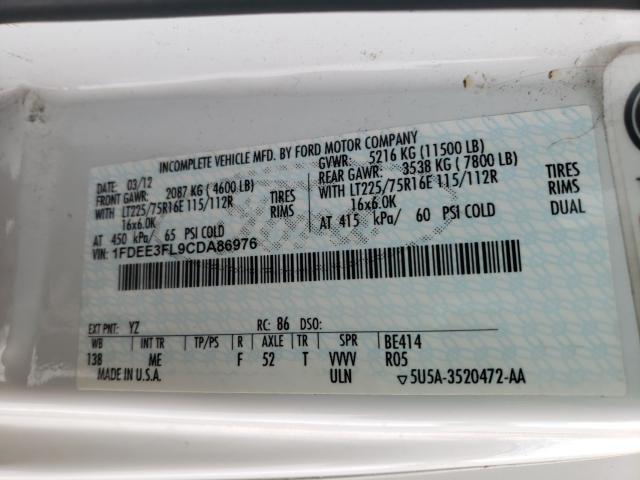 INCOMPLETE VEHICLE MFD. BY FORD MOTOR COMPANY
03/12 GVWR: 5216 KG (11500 LB)
FRONT GAWR: 2087 KG (4600 LB) REAR GAWR: 3538 KG (7800 LB)
WITH LT225/75R16E 115/112R TIRES WITH LT225/75R16E 115/112R TIRES
16x6.0K RIMS 16x6.0K RIMS
AT 450 kPa/ 65 PSI COLD AT 415 kPa/ 60 PSI COLD DUAL
VIN: 1FDEE3FL9CDA86976
EXT PNT: YZ RC: 86 DSO:
WB INT TR TP/PS R AXLE TR SPR BE414
138 ME F 52 T VVVV R05
MADE IN U.S.A. ULN ▽5U5A-3520472-AA